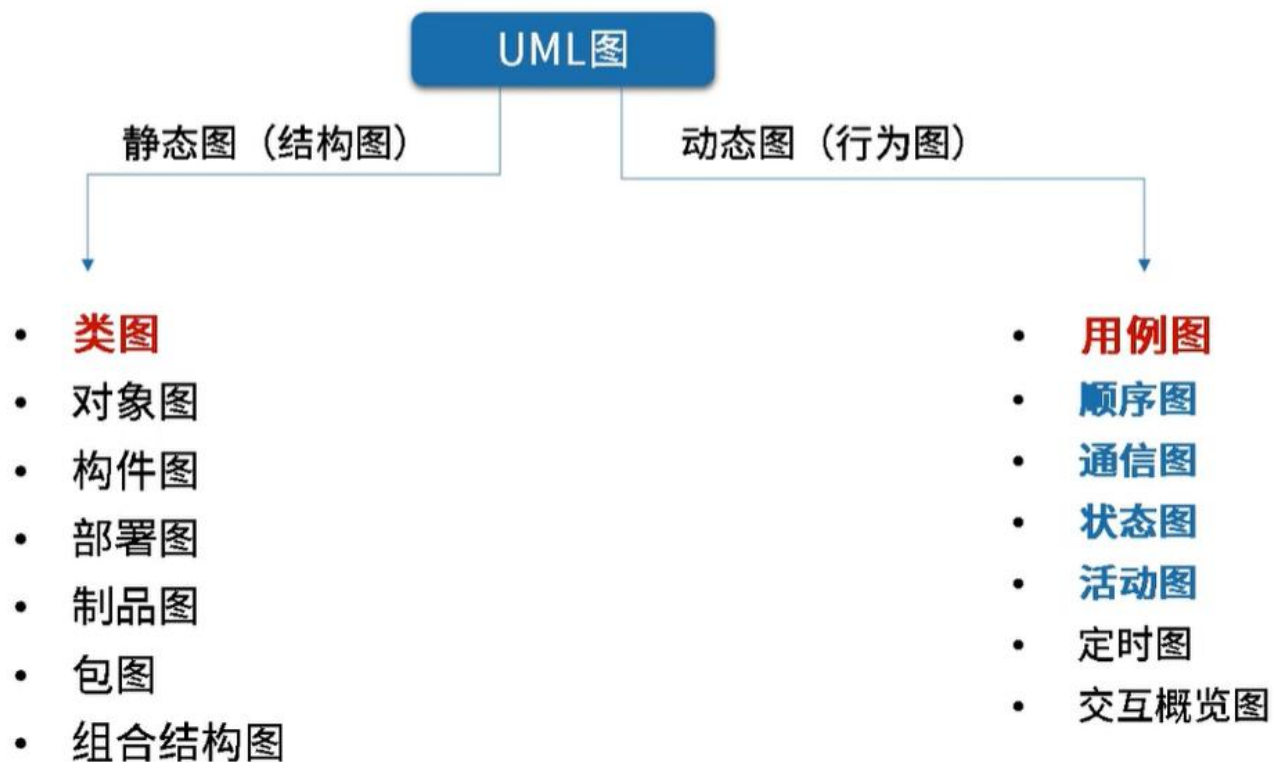 UML图
静态图（结构图）
动态图（行为图）
• 类图
• 对象图
• 构件图
• 部署图
• 制品图
• 包图
• 组合结构图
• 用例图
• 顺序图
• 通信图
• 状态图
• 活动图
• 定时图
• 交互概览图